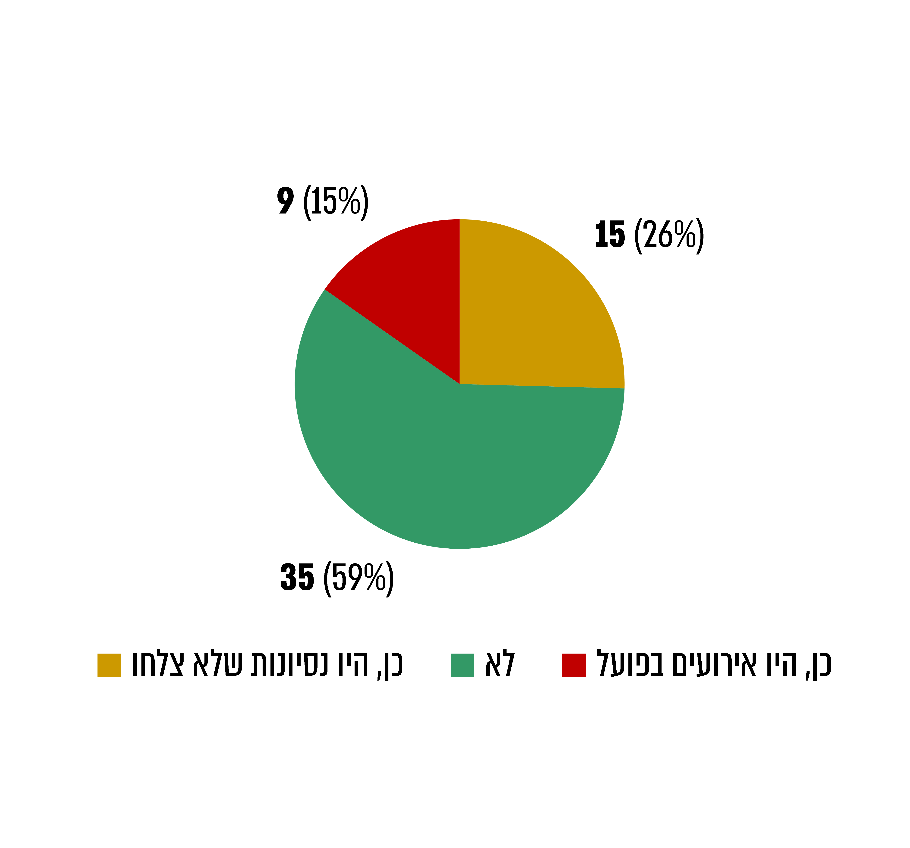 9 (15%)
15 (26%)
35 (59%)
כן, היו אירועים בפועל
לא
כן, היו נסיונות שלא צלחו